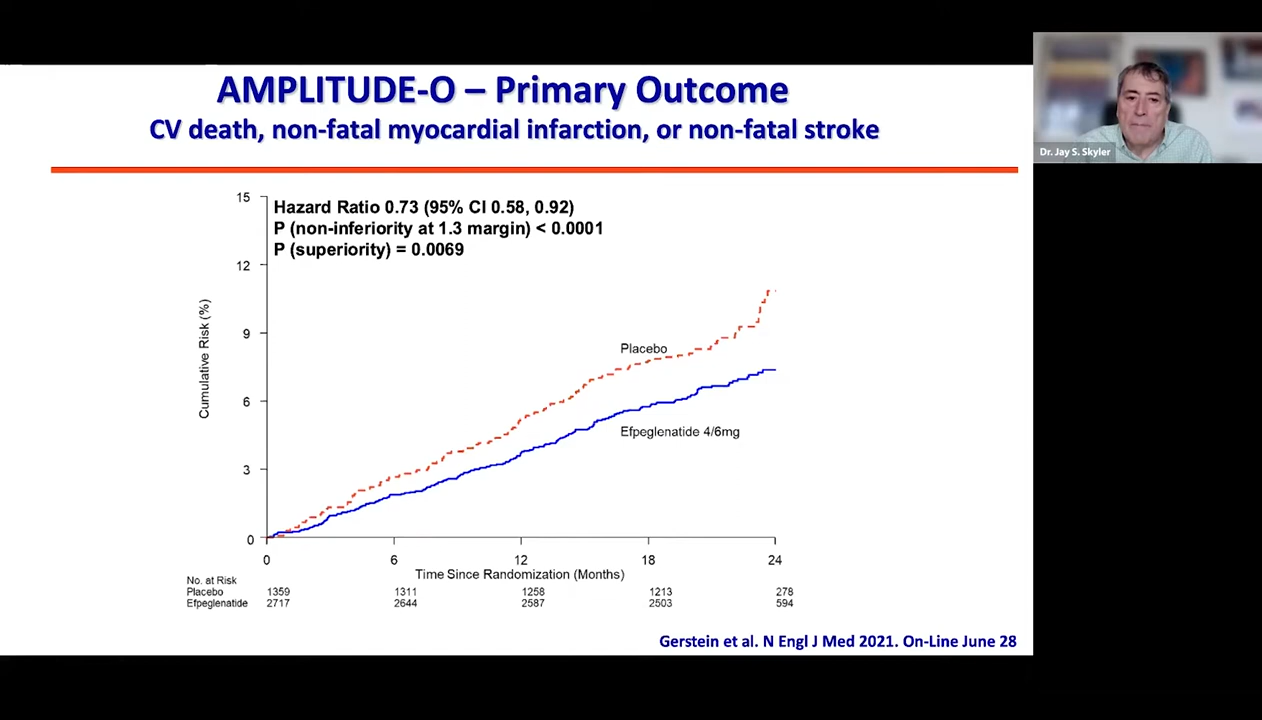 AMPLITUDE-O – Primary Outcome
CV death, non-fatal myocardial infarction, or non-fatal stroke
Dr. Jay S. Skyler
Hazard Ratio 0.73 (95% CI 0.58, 0.92)
P (non-inferiority at 1.3 margin) < 0.0001
P (superiority) = 0.0069
Cumulative Risk (%)
15
12
9
6
3
0
Placebo
Efpeglenatide 4/6mg
0 6 12 18 24
Time Since Randomization (Months)
No. at Risk
Placebo 1359 1311 1258 1213 278
Efpeglenatide 2717 2644 2587 2503 594
Gerstein et al. N Engl J Med 2021. On-Line June 28